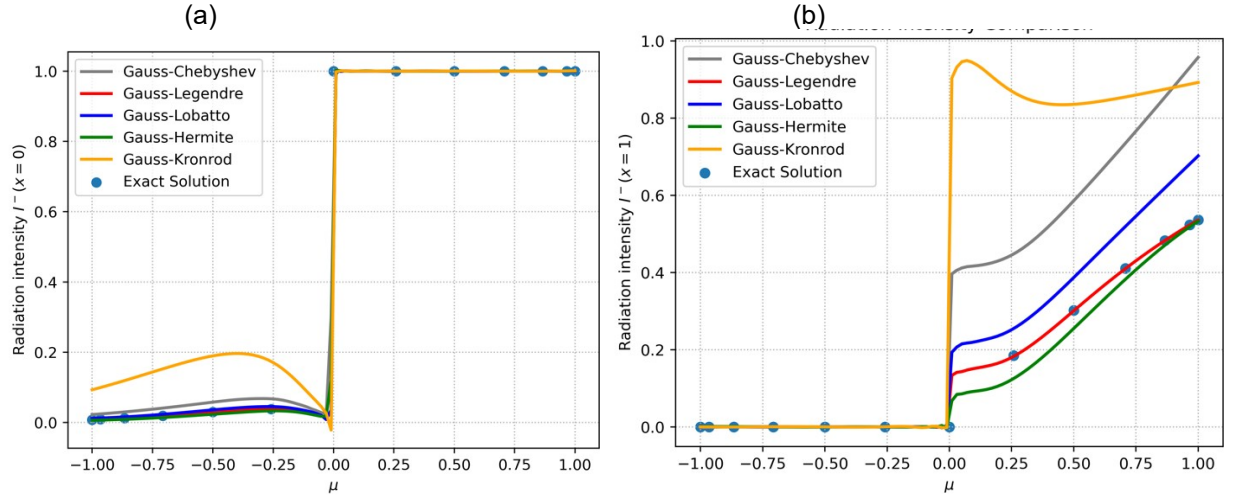 (a)
(b)
Radiation Intensity Comparison
Radiation intensity I⁻(x = 0)
1.0
0.8
0.6
0.4
0.2
0.0
Gauss-Chebyshev
Gauss-Legendre
Gauss-Lobatto
Gauss-Hermite
Gauss-Kronrod
Exact Solution
−1.00 −0.75 −0.50 −0.25 0.00 0.25 0.50 0.75 1.00
μ
Radiation intensity I⁻(x = 1)
1.0
0.8
0.6
0.4
0.2
0.0
Gauss-Chebyshev
Gauss-Legendre
Gauss-Lobatto
Gauss-Hermite
Gauss-Kronrod
Exact Solution
−1.00 −0.75 −0.50 −0.25 0.00 0.25 0.50 0.75 1.00
μ